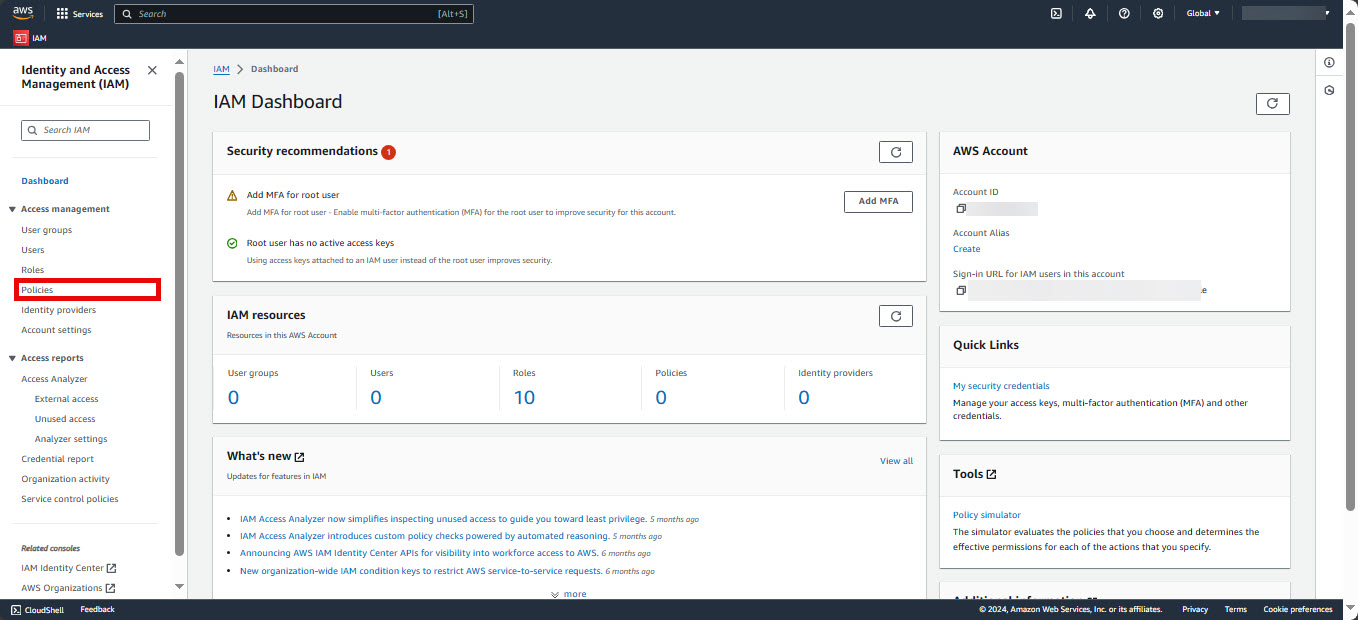 aws
Services
Search
[Alt+S]
Global
IAM
Identity and Access
Management (IAM)
Search IAM
Dashboard
Access management
User groups
Users
Roles
Policies
Identity providers
Account settings
Access reports
Access Analyzer
External access
Unused access
Analyzer settings
Credential report
Organization activity
Service control policies
Related consoles
IAM Identity Center
AWS Organizations
IAM
Dashboard
IAM Dashboard
Security recommendations 1
Add MFA for root user
Add MFA for root user - Enable multi-factor authentication (MFA) for the root user to improve security for this account.
Add MFA
Root user has no active access keys
Using access keys attached to an IAM user instead of the root user improves security.
IAM resources
Resources in this AWS Account
User groups
0
Users
0
Roles
10
Policies
0
Identity providers
0
What's new
View all
Updates for features in IAM
IAM Access Analyzer now simplifies inspecting unused access to guide you toward least privilege. 5 months ago
IAM Access Analyzer introduces custom policy checks powered by automated reasoning. 5 months ago
Announcing AWS IAM Identity Center APIs for visibility into workforce access to AWS. 6 months ago
New organization-wide IAM condition keys to restrict AWS service-to-service requests. 6 months ago
more
AWS Account
Account ID
Account Alias
Create
Sign-in URL for IAM users in this account
Quick Links
My security credentials
Manage your access keys, multi-factor authentication (MFA) and other
credentials.
Tools
Policy simulator
The simulator evaluates the policies that you choose and determines the
effective permissions for each of the actions that you specify.
Additional information
CloudShell
Feedback
© 2024, Amazon Web Services, Inc. or its affiliates.
Privacy
Terms
Cookie preferences